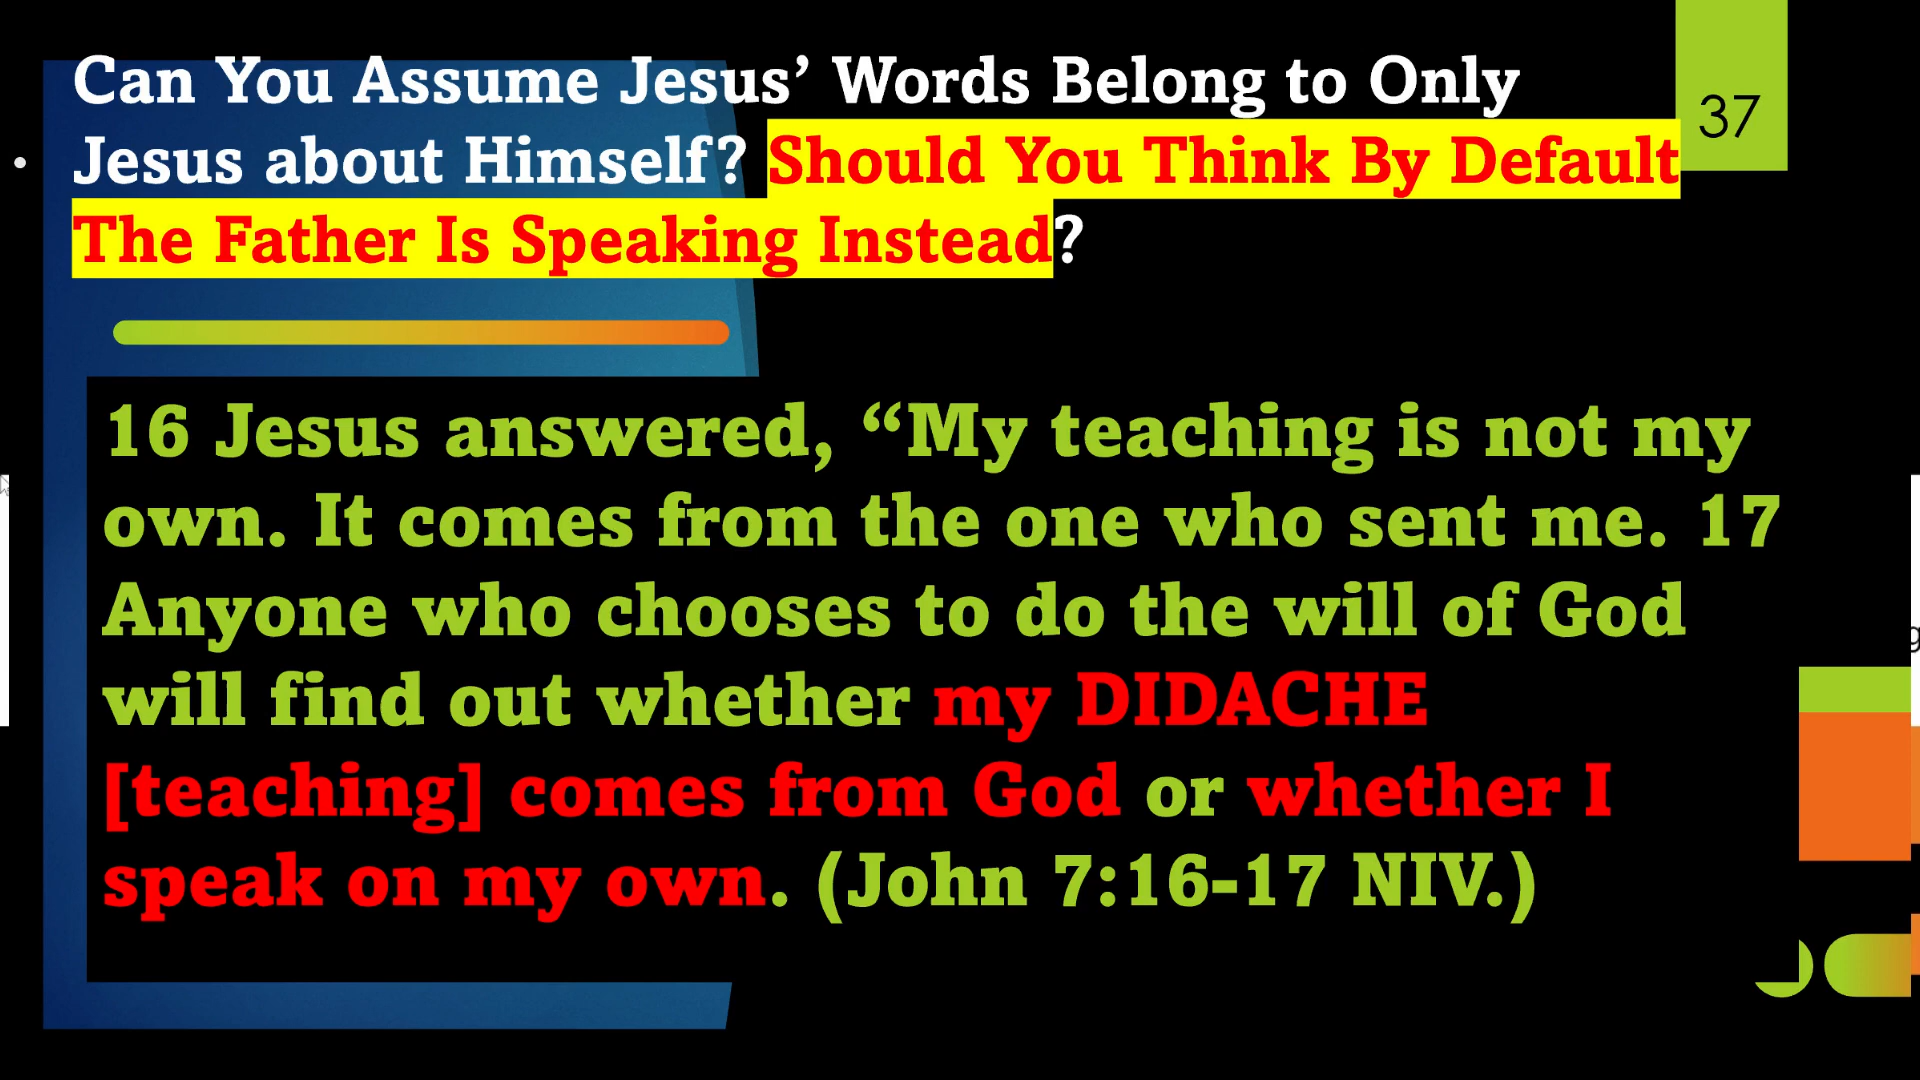 Can You Assume Jesus’ Words Belong to Only
37
• Jesus about Himself? Should You Think By Default
The Father Is Speaking Instead?
16 Jesus answered, “My teaching is not my
own. It comes from the one who sent me. 17
Anyone who chooses to do the will of God
will find out whether my DIDACHE
[teaching] comes from God or whether I
speak on my own. (John 7:16-17 NIV.)